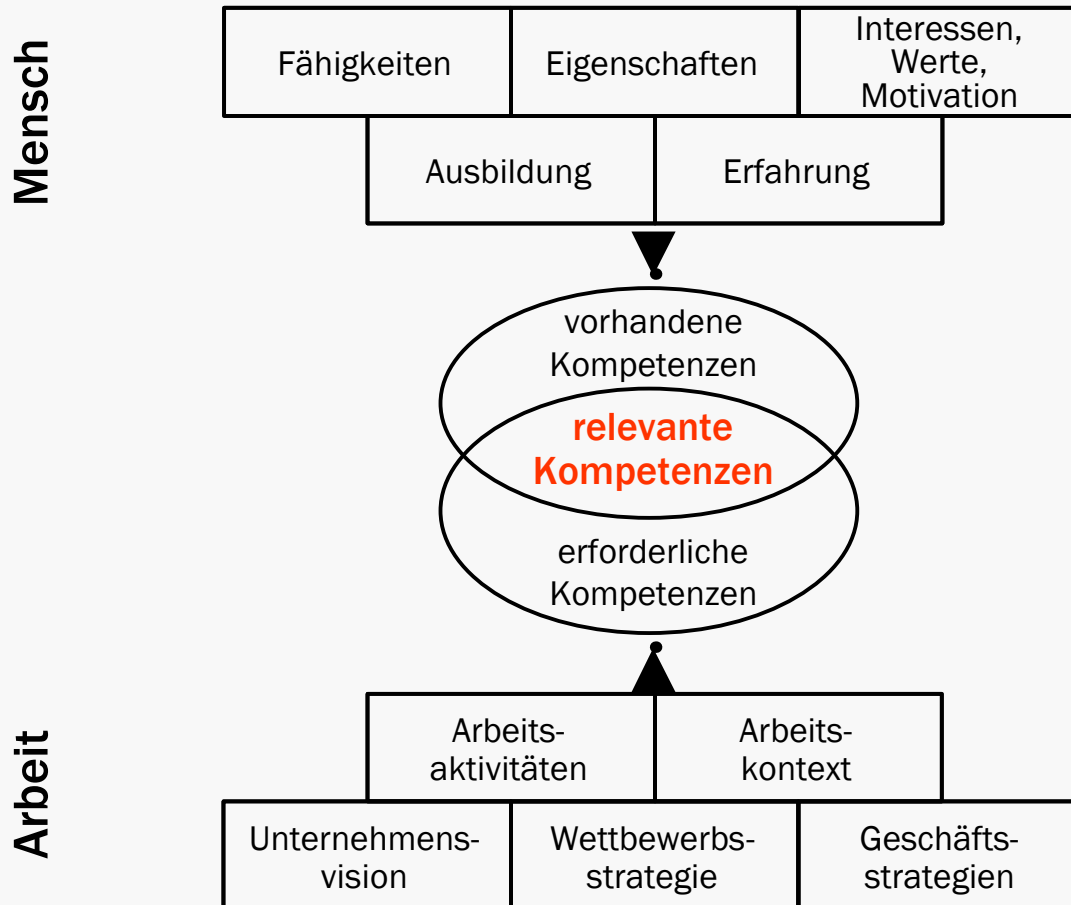 Mensch
Fähigkeiten
Eigenschaften
Interessen,
Werte,
Motivation
Ausbildung
Erfahrung
vorhandene
Kompetenzen
relevante
Kompetenzen
erforderliche
Kompetenzen
Arbeit
Arbeits-
aktivitäten
Arbeits-
kontext
Unternehmens-
vision
Wettbewerbs-
strategie
Geschäfts-
strategien